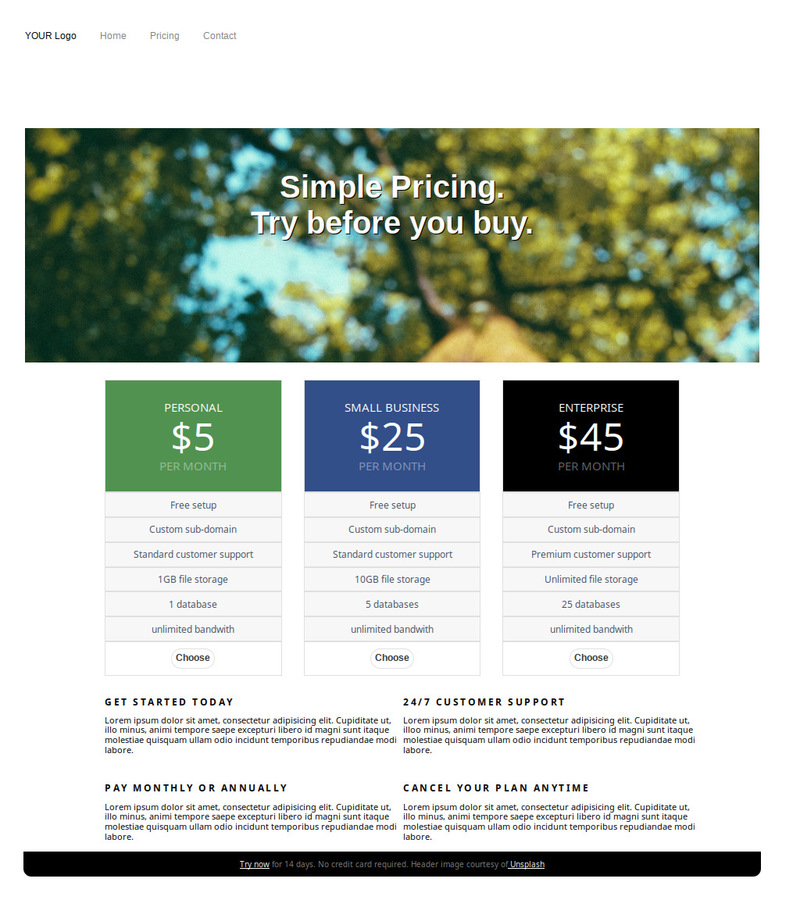 YOUR Logo Home Pricing Contact
Simple Pricing.
Try before you buy.
PERSONAL
$5
PER MONTH
Free setup
Custom sub-domain
Standard customer support
1GB file storage
1 database
unlimited bandwith
Choose
SMALL BUSINESS
$25
PER MONTH
Free setup
Custom sub-domain
Standard customer support
10GB file storage
5 databases
unlimited bandwith
Choose
ENTERPRISE
$45
PER MONTH
Free setup
Custom sub-domain
Premium customer support
Unlimited file storage
25 databases
unlimited bandwith
Choose
GET STARTED TODAY
Lorem ipsum dolor sit amet, consectetur adipisicing elit. Cupiditate ut,
illo minus, animi tempore saepe excepturi libero id magni sunt itaque
molestiae quisquam ullam odio incidunt temporibus repudiandae modi
labore.
24/7 CUSTOMER SUPPORT
Lorem ipsum dolor sit amet, consectetur adipisicing elit. Cupiditate ut,
illo minus, animi tempore saepe excepturi libero id magni sunt itaque
molestiae quisquam ullam odio incidunt temporibus repudiandae modi
labore.
PAY MONTHLY OR ANNUALLY
Lorem ipsum dolor sit amet, consectetur adipisicing elit. Cupiditate ut,
illo minus, animi tempore saepe excepturi libero id magni sunt itaque
molestiae quisquam ullam odio incidunt temporibus repudiandae modi
labore.
CANCEL YOUR PLAN ANYTIME
Lorem ipsum dolor sit amet, consectetur adipisicing elit. Cupiditate ut,
illo minus, animi tempore saepe excepturi libero id magni sunt itaque
molestiae quisquam ullam odio incidunt temporibus repudiandae modi
labore.
Try now for 14 days. No credit card required. Header image courtesy of Unsplash